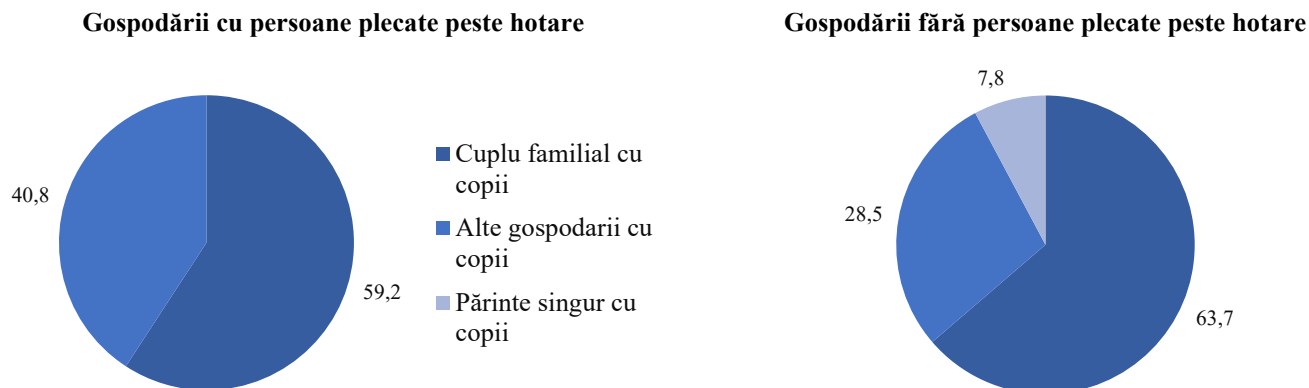 Gospodării cu persoane plecate peste hotare
40,8
59,2
Cuplu familial cu
copii
Alte gospodarii cu
copii
Părinte singur cu
copii
Gospodării fără persoane plecate peste hotare
7,8
28,5
63,7